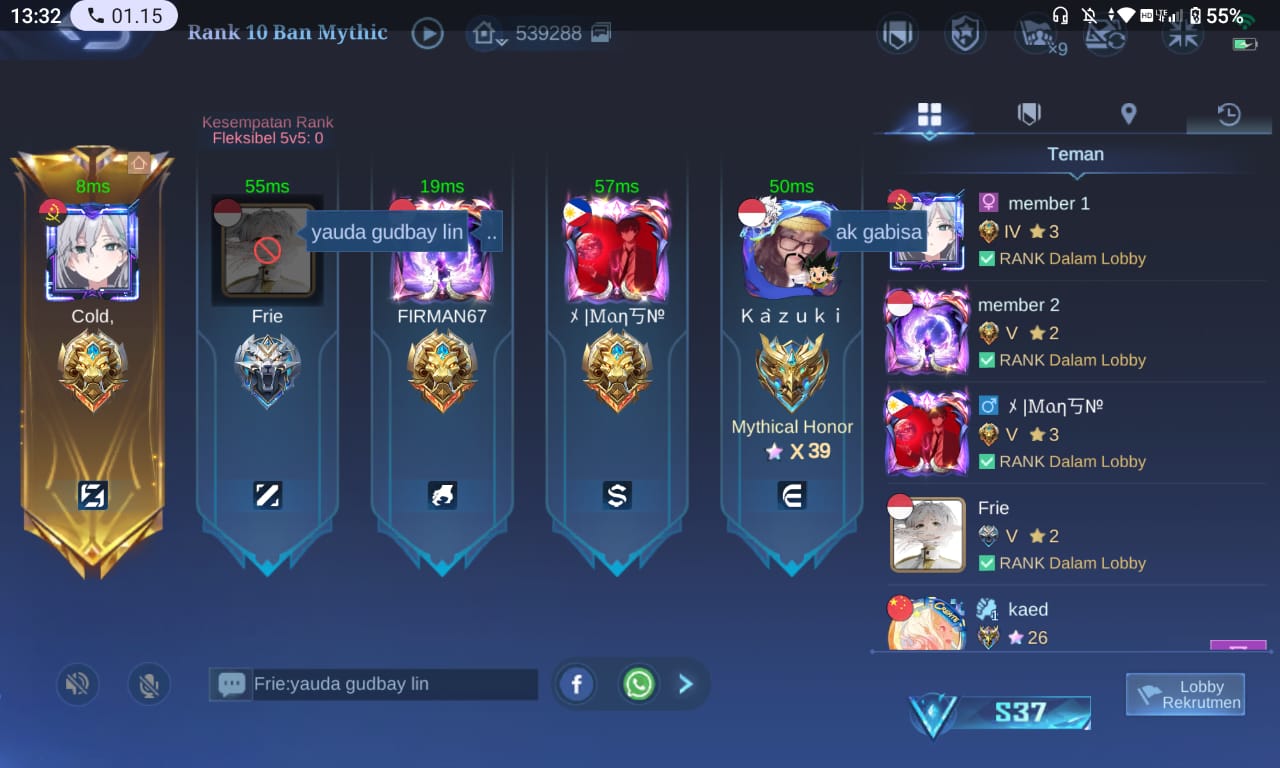 13:32
01.15
55%
Rank 10 Ban Mythic
539288
×9
Kesempatan Rank
Fleksibel 5v5: 0
8ms
55ms
19ms
57ms
50ms
yauda gudbay lin
..
ak gabisa
Cold,
Frie
FIRMAN67
〤|Mαη丂№
K a z u k i
Mythical Honor
X 39
Frie:yauda gudbay lin
Teman
member 1
IV 3
RANK Dalam Lobby
member 2
V 2
RANK Dalam Lobby
〤|Mαη丂№
V 3
RANK Dalam Lobby
Frie
V 2
RANK Dalam Lobby
kaed
26
S37
Lobby
Rekrutmen